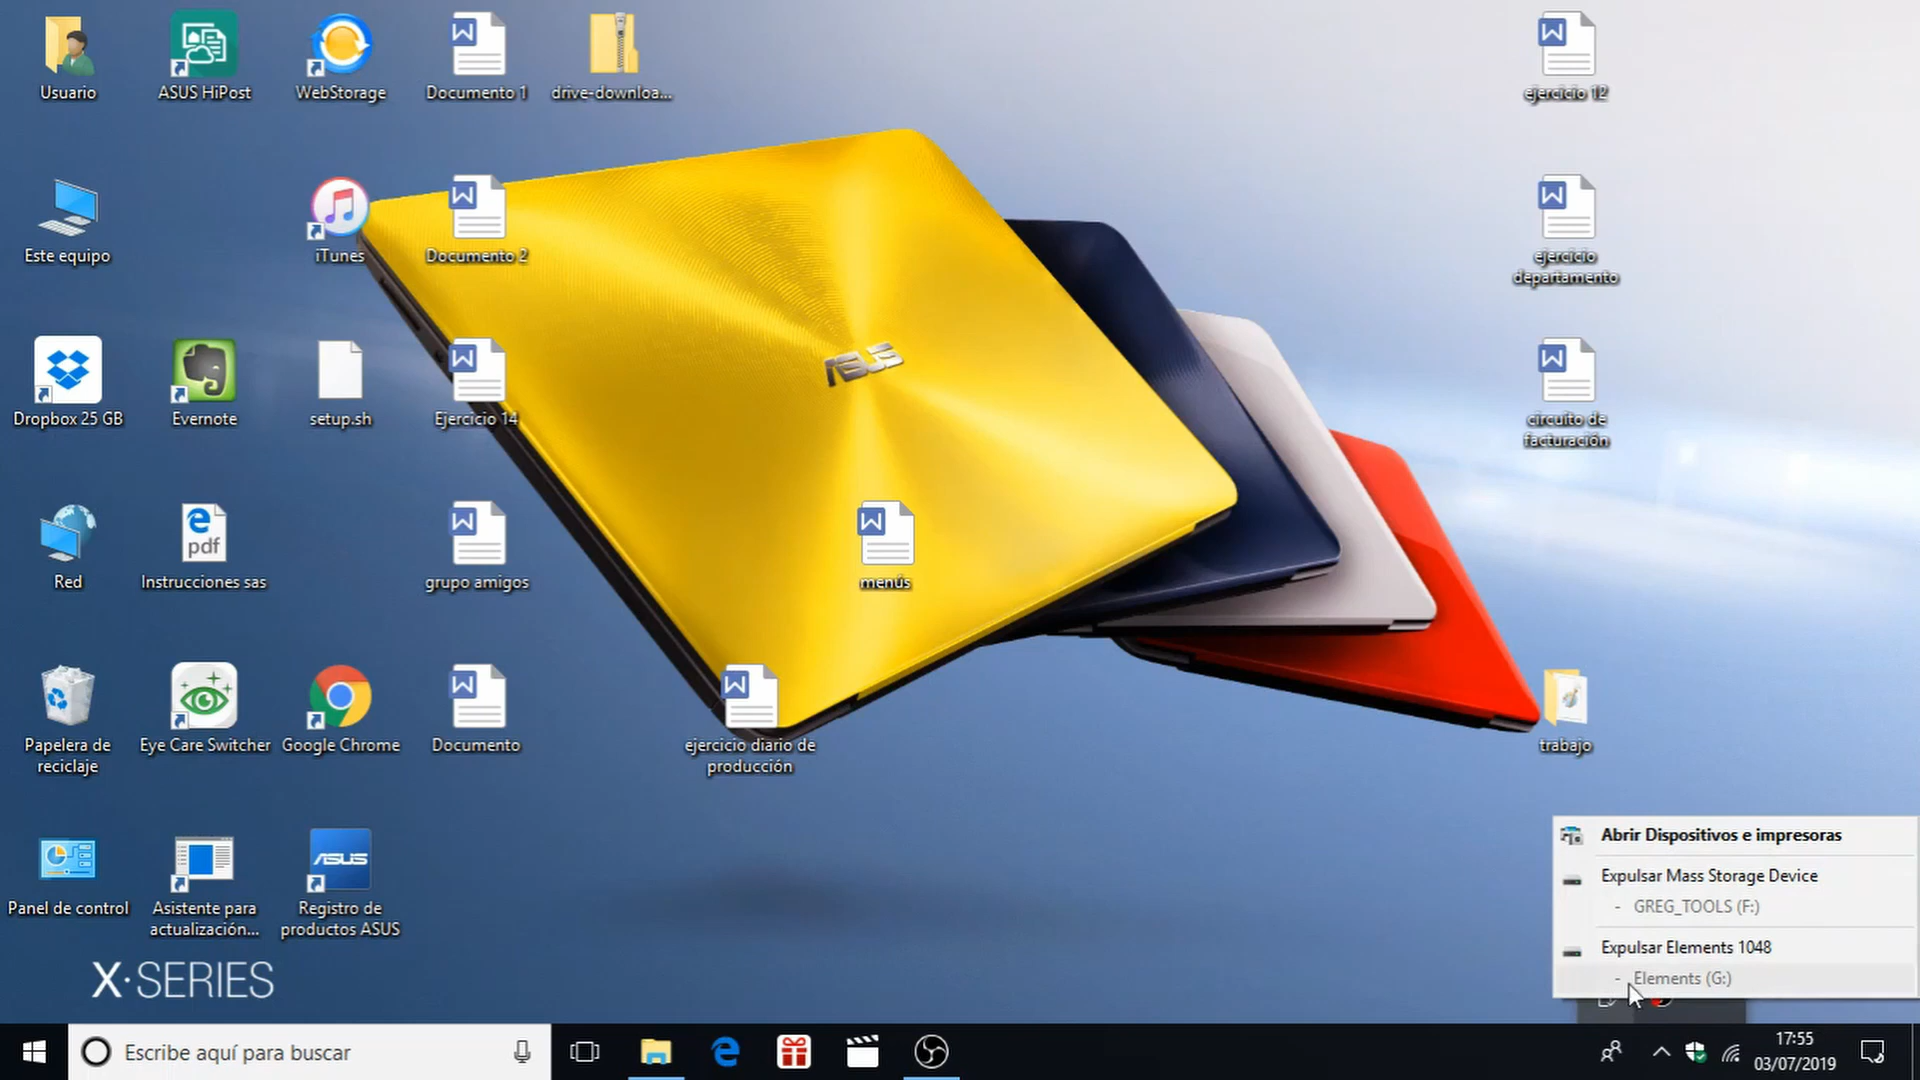 Usuario
ASUS HiPost
WebStorage
Documento 1
drive-downloa...
ejercicio 12
Este equipo
iTunes
Documento 2
ejercicio
departamento
ASUS
Dropbox 25 GB
Evernote
setup.sh
Ejercicio 14
circuito de
facturación
Red
pdf
Instrucciones sas
grupo amigos
menús
Papelera de
reciclaje
Eye Care Switcher
Google Chrome
Documento
ejercicio diario de
producción
trabajo
Panel de control
Asistente para
actualización...
ASUS
Registro de
productos ASUS
Abrir Dispositivos e impresoras
Expulsar Mass Storage Device
- GREG_TOOLS (F:)
Expulsar Elements 1048
- Elements (G:)
X·SERIES
Escribe aquí para buscar
17:55
03/07/2019